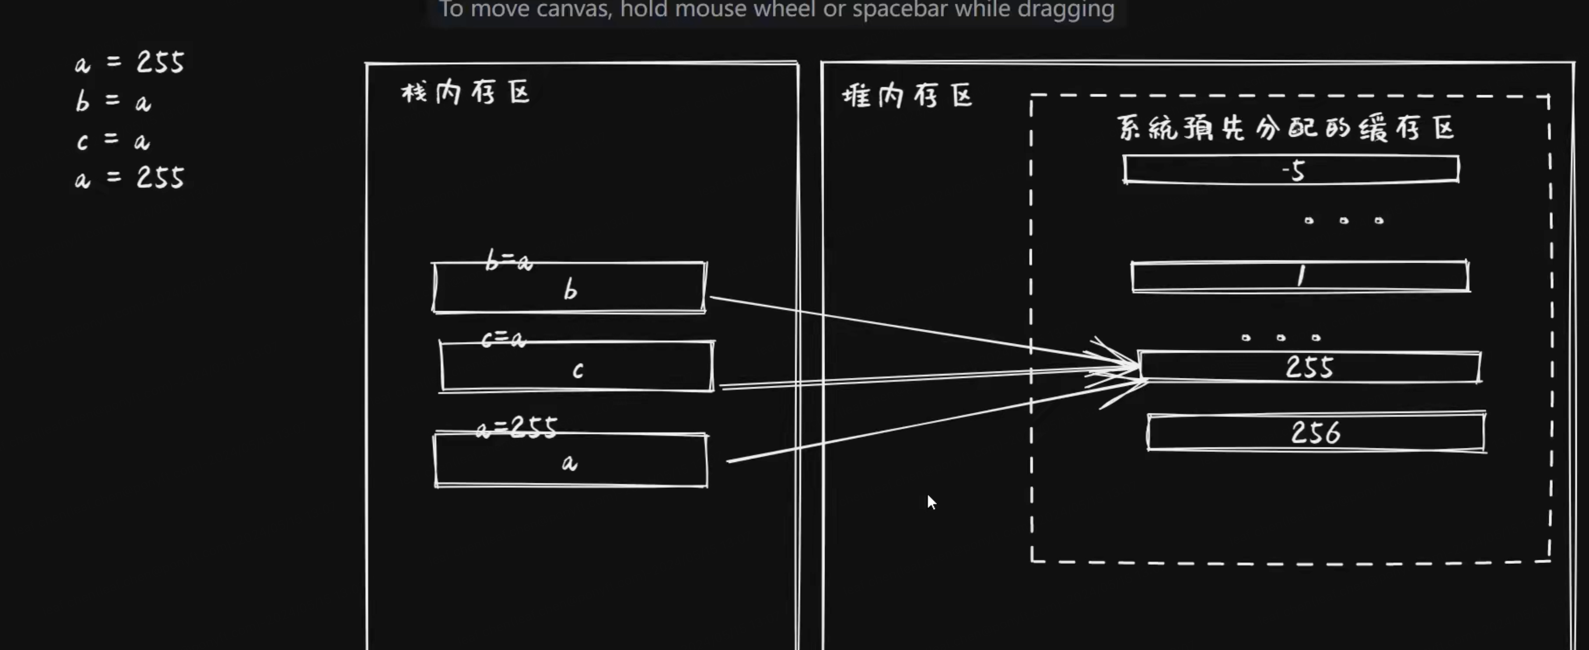 To move canvas, hold mouse wheel or spacebar while dragging
a = 255
b = a
c = a
a = 255
栈内存区
b=a
b
c=a
c
a=255
a
堆内存区
系统預先分配的缓存区
-5
...
1
...
255
256